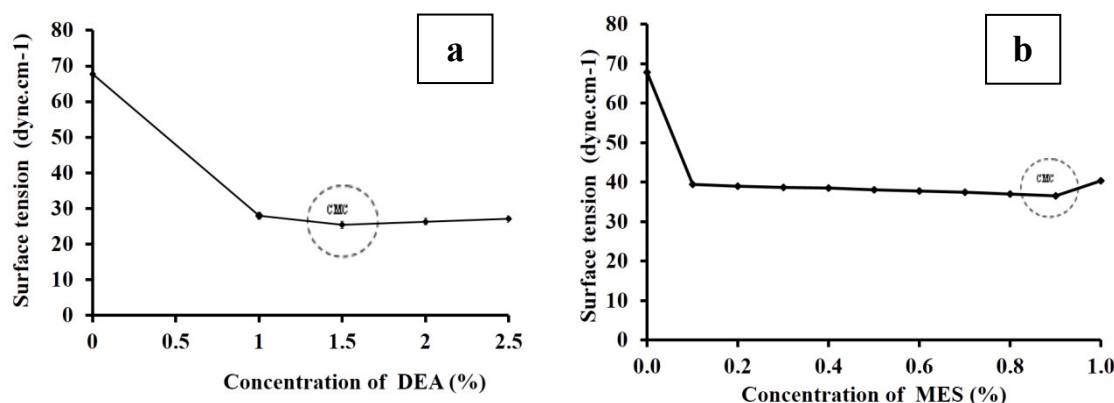 a
Surface tension (dyne.cm-1)
80
70
60
50
40
30
20
10
0
CMC
0 0.5 1 1.5 2 2.5
Concentration of DEA (%)
b
Surface tension (dyne.cm-1)
80
70
60
50
40
30
20
10
0
CMC
0.0 0.2 0.4 0.6 0.8 1.0
Concentration of MES (%)